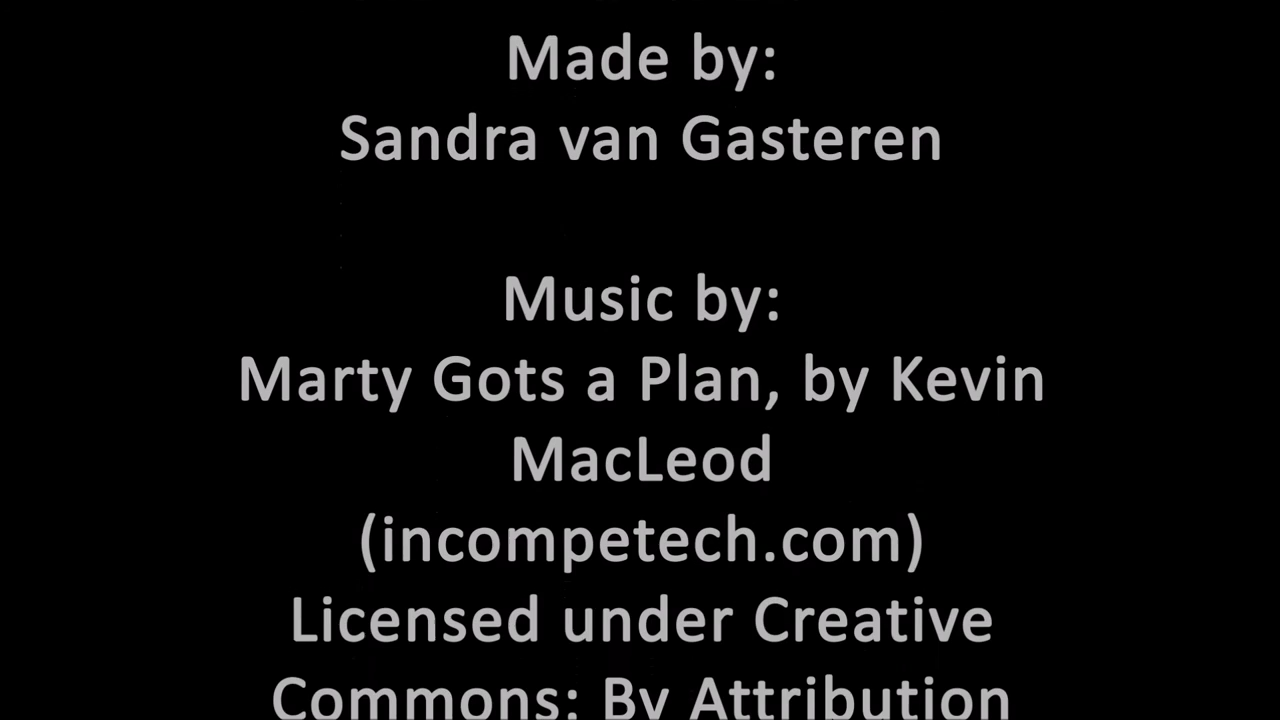 Made by:
Sandra van Gasteren
Music by:
Marty Gots a Plan, by Kevin
MacLeod
(incompetech.com)
Licensed under Creative
Commons: By Attribution